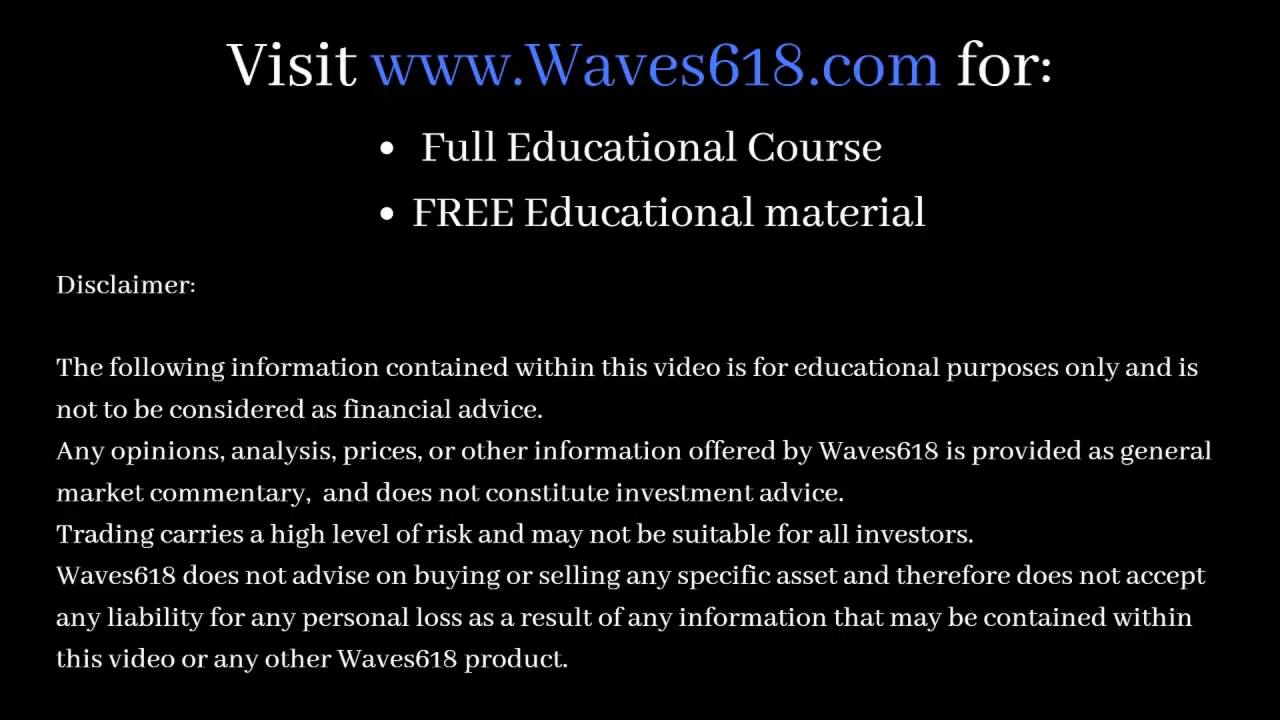 Visit www.Waves618.com for:
• Full Educational Course
• FREE Educational material
Disclaimer:
The following information contained within this video is for educational purposes only and is
not to be considered as financial advice.
Any opinions, analysis, prices, or other information offered by Waves618 is provided as general
market commentary,  and does not constitute investment advice.
Trading carries a high level of risk and may not be suitable for all investors.
Waves618 does not advise on buying or selling any specific asset and therefore does not accept
any liability for any personal loss as a result of any information that may be contained within
this video or any other Waves618 product.